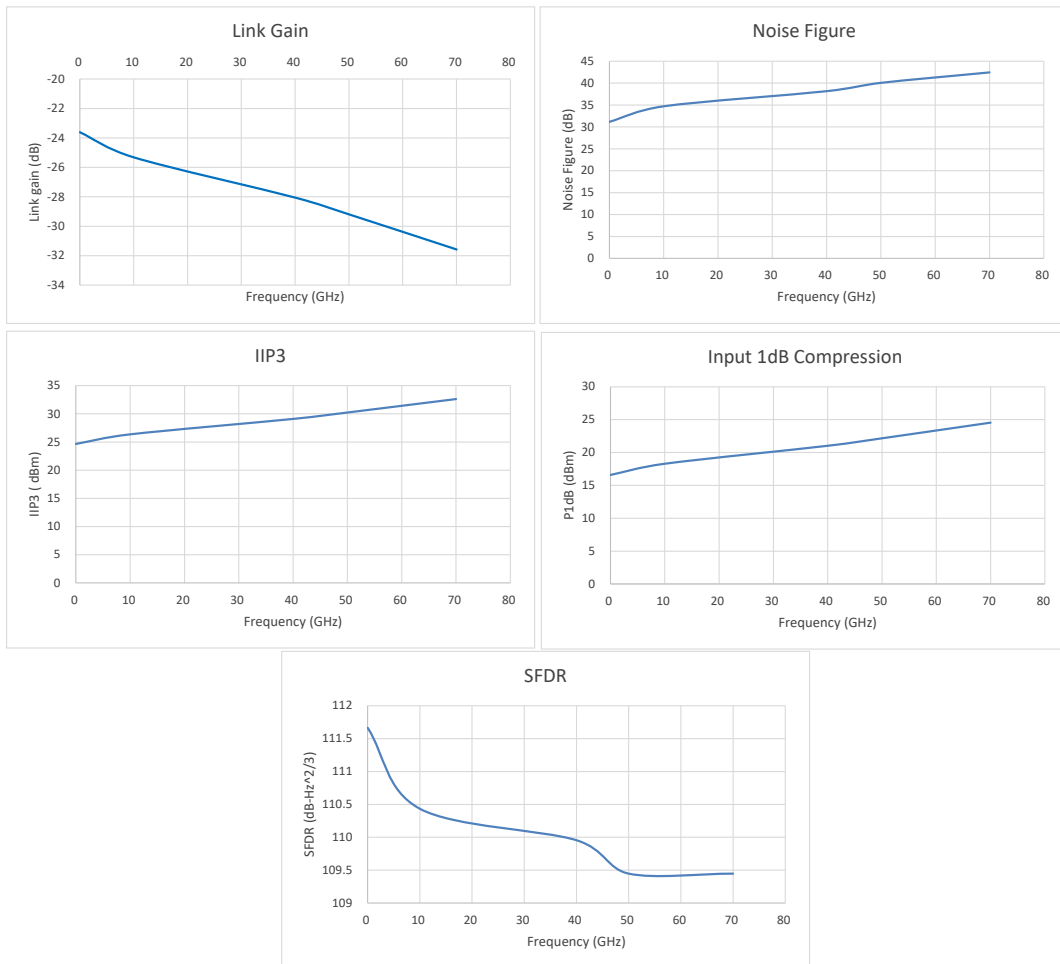 Link Gain
0 10 20 30 40 50 60 70 80
-20
-22
-24
-26
-28
-30
-32
-34
Link gain (dB)
Frequency (GHz)
Noise Figure
45
40
35
30
25
20
15
10
5
0
Noise Figure (dB)
0 10 20 30 40 50 60 70 80
Frequency (GHz)
IIP3
35
30
25
20
15
10
5
0
IIP3 ( dBm)
0 10 20 30 40 50 60 70 80
Frequency (GHz)
Input 1dB Compression
30
25
20
15
10
5
0
P1dB (dBm)
0 10 20 30 40 50 60 70 80
Frequency (GHz)
SFDR
112
111.5
111
110.5
110
109.5
109
SFDR (dB-Hz^2/3)
0 10 20 30 40 50 60 70 80
Frequency (GHz)